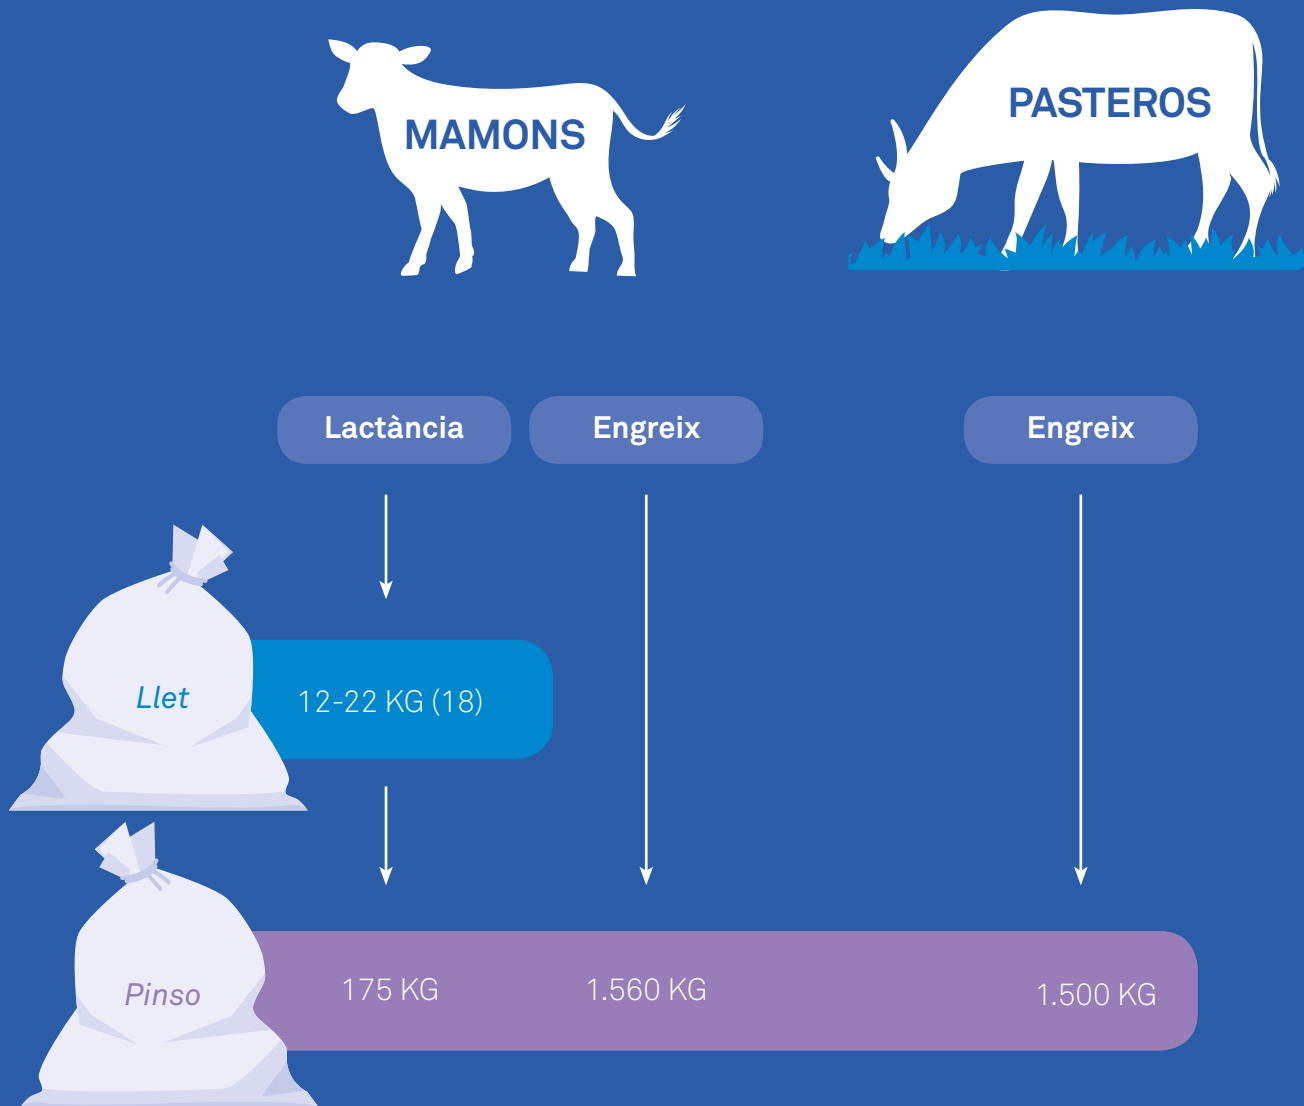 MAMONS
PASTEROS
Lactància
Engreix
Engreix
Llet
12-22 KG (18)
Pinso
175 KG
1.560 KG
1.500 KG